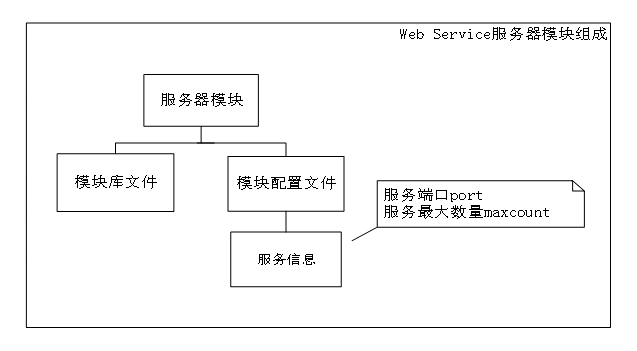 Web Service服务器模块组成
服务器模块
模块库文件
模块配置文件
服务端口port
服务最大数量maxcount
服务信息